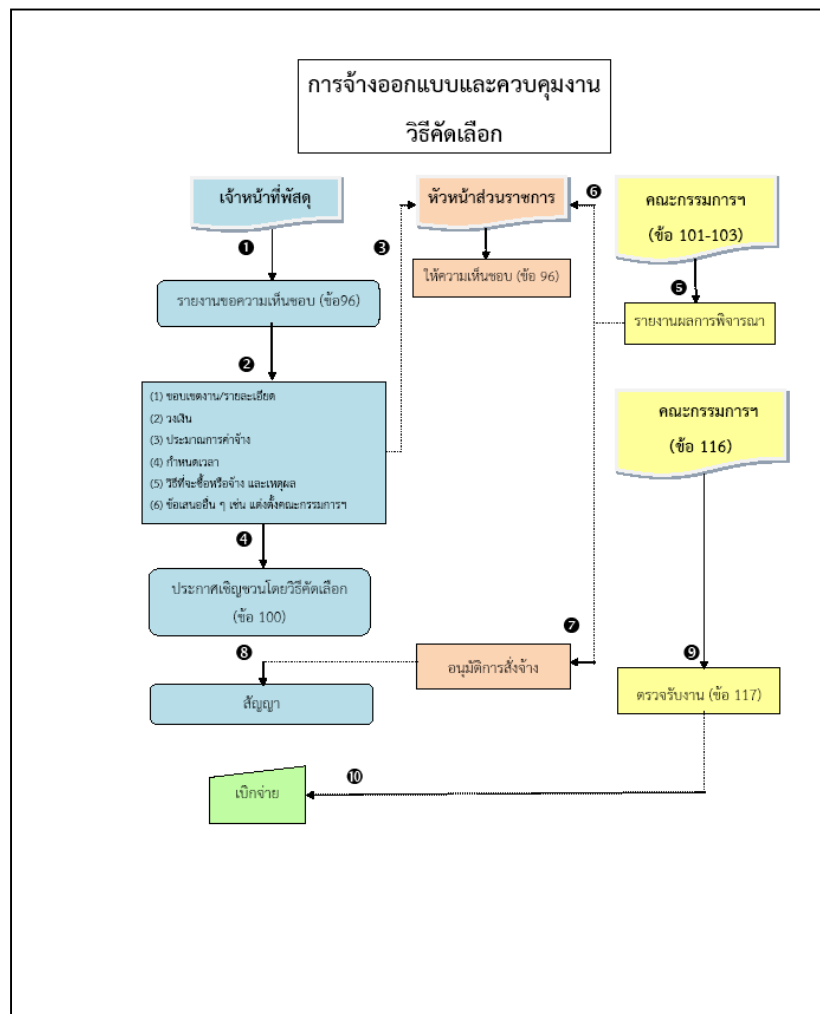 การจ้างออกแบบและควบคุมงาน
วิธีคัดเลือก
เจ้าหน้าที่พัสดุ
หัวหน้าส่วนราชการ
❻
คณะกรรมการฯ
(ข้อ 101-103)
❶
❸
ให้ความเห็นชอบ (ข้อ 96)
❺
รายงานขอความเห็นชอบ (ข้อ96)
รายงานผลการพิจารณา
❷
(1) ขอบเขตงาน/รายละเอียด
(2) วงเงิน
(3) ประมาณการค่าจ้าง
(4) กำหนดเวลา
(5) วิธีที่จะซื้อหรือจ้าง และเหตุผล
(6) ข้อเสนออื่น ๆ เช่น แต่งตั้งคณะกรรมการฯ
คณะกรรมการฯ
(ข้อ 116)
❹
ประกาศเชิญชวนโดยวิธีคัดเลือก
(ข้อ 100)
❼
❽
อนุมัติการสั่งจ้าง
❾
สัญญา
ตรวจรับงาน (ข้อ 117)
❿
เบิกจ่าย